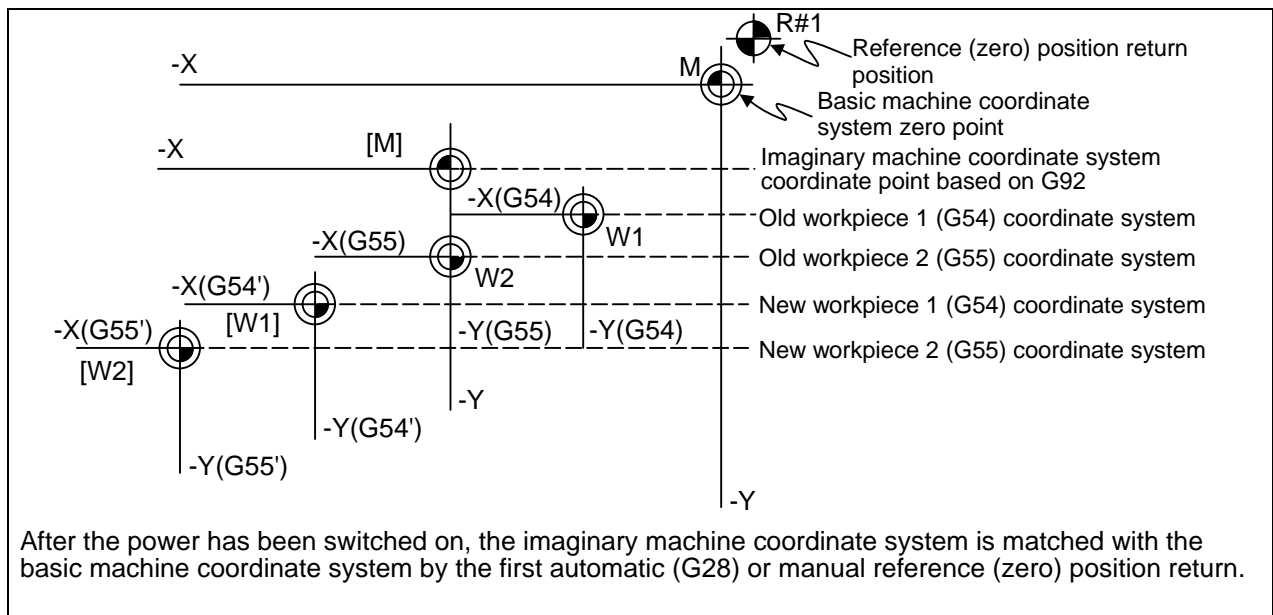 R#1
Reference (zero) position return
position
-X
M
Basic machine coordinate
system zero point
[M]
-X
Imaginary machine coordinate system
coordinate point based on G92
-X(G54)
Old workpiece 1 (G54) coordinate system
W1
-X(G55)
Old workpiece 2 (G55) coordinate system
W2
-X(G54')
New workpiece 1 (G54) coordinate system
[W1]
-Y(G55)
-Y(G54)
-X(G55')
New workpiece 2 (G55) coordinate system
[W2]
-Y
-Y(G54')
-Y(G55')
-Y
After the power has been switched on, the imaginary machine coordinate system is matched with the
basic machine coordinate system by the first automatic (G28) or manual reference (zero) position return.